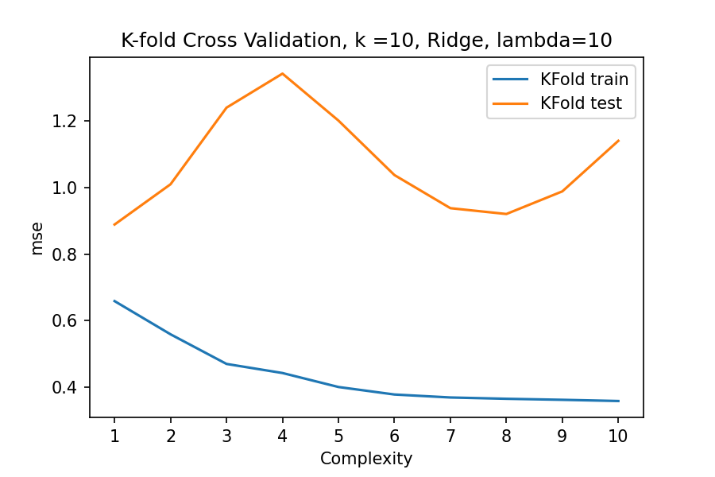 K-fold Cross Validation, k =10, Ridge, lambda=10
KFold train
KFold test
mse
1.2
1.0
0.8
0.6
0.4
1 2 3 4 5 6 7 8 9 10
Complexity